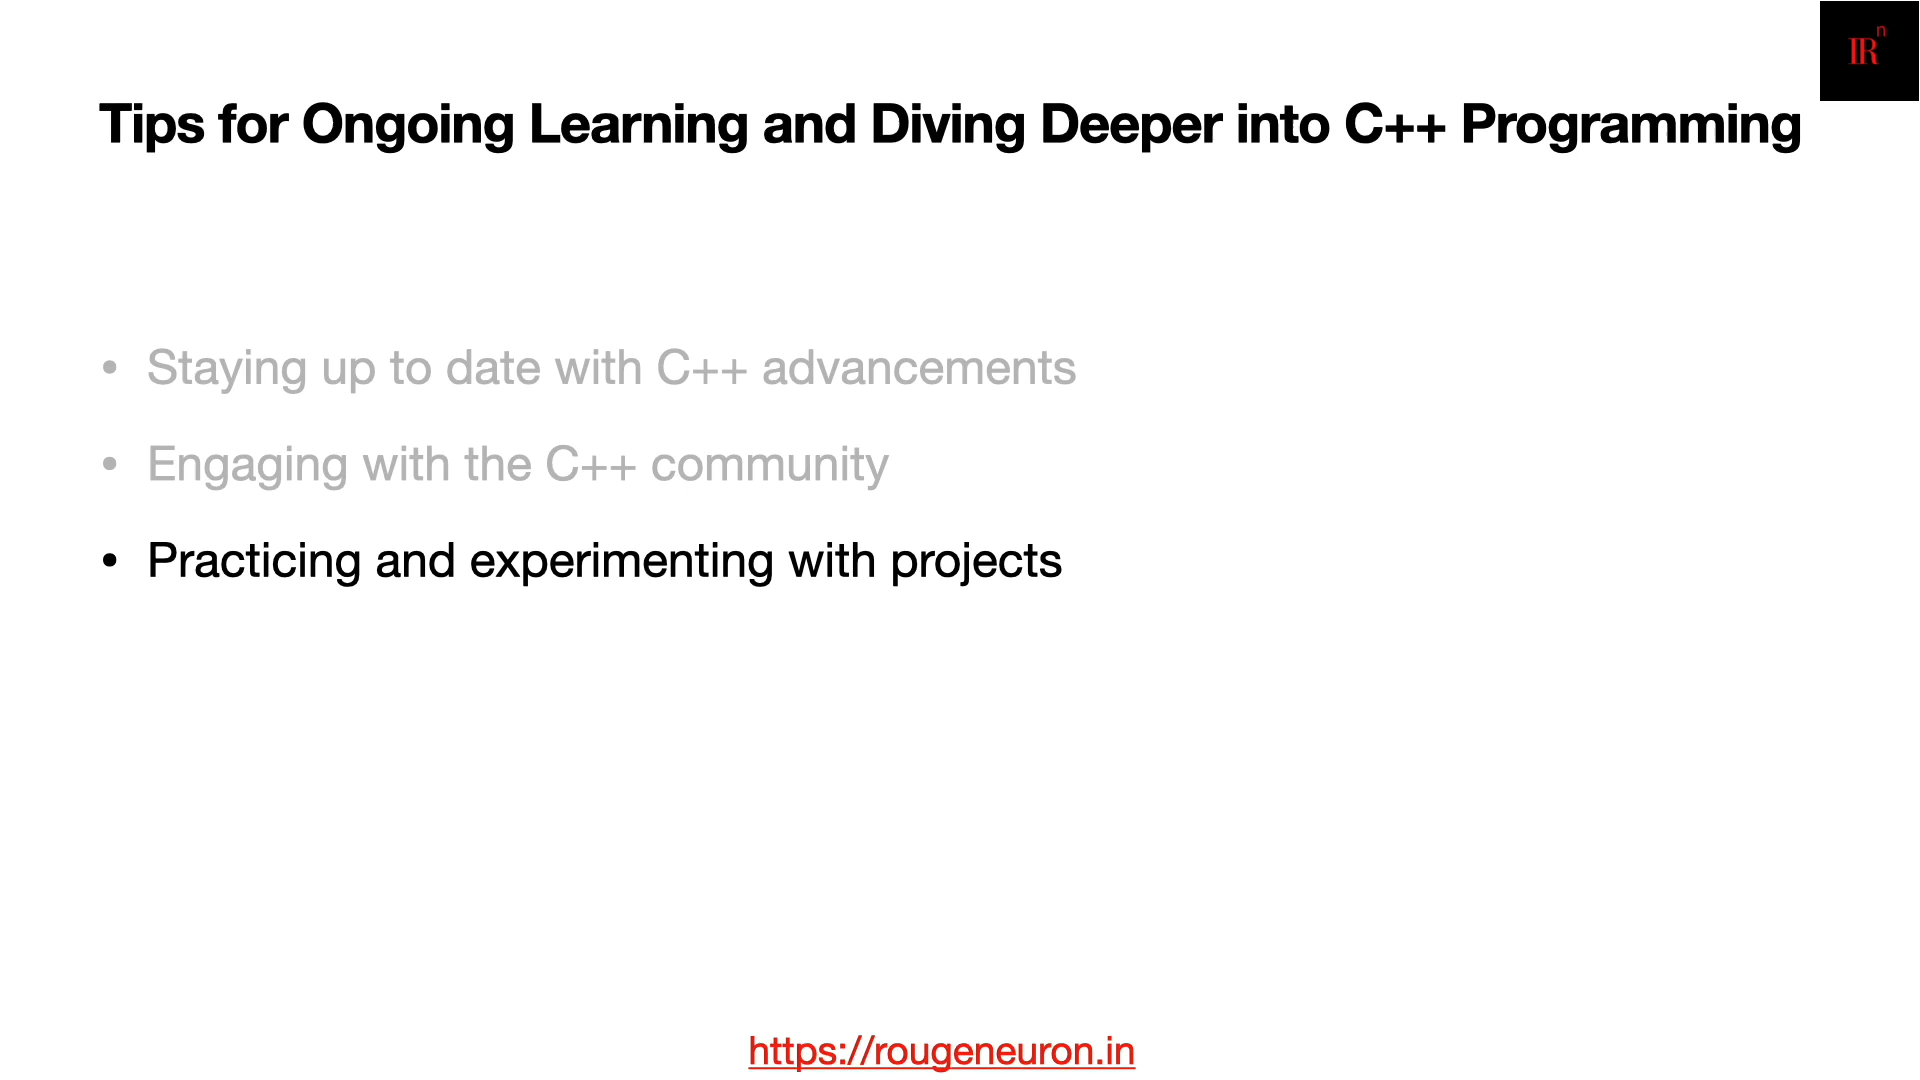 IRn
Tips for Ongoing Learning and Diving Deeper into C++ Programming
• Staying up to date with C++ advancements
• Engaging with the C++ community
• Practicing and experimenting with projects
https://rougeneuron.in